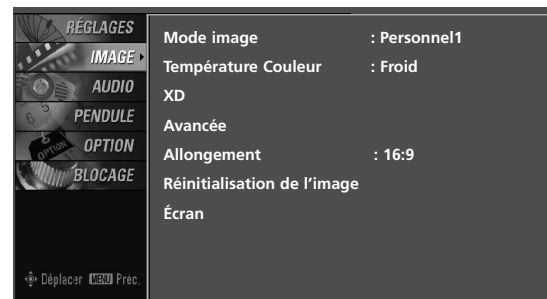 RÉGLAGES
IMAGE
AUDIO
PENDULE
OPTION
BLOCAGE
Déplacer MENU Préc.
Mode image : Personnel1
Température Couleur : Froid
XD
Avancée
Allongement : 16:9
Réinitialisation de l'image
Écran